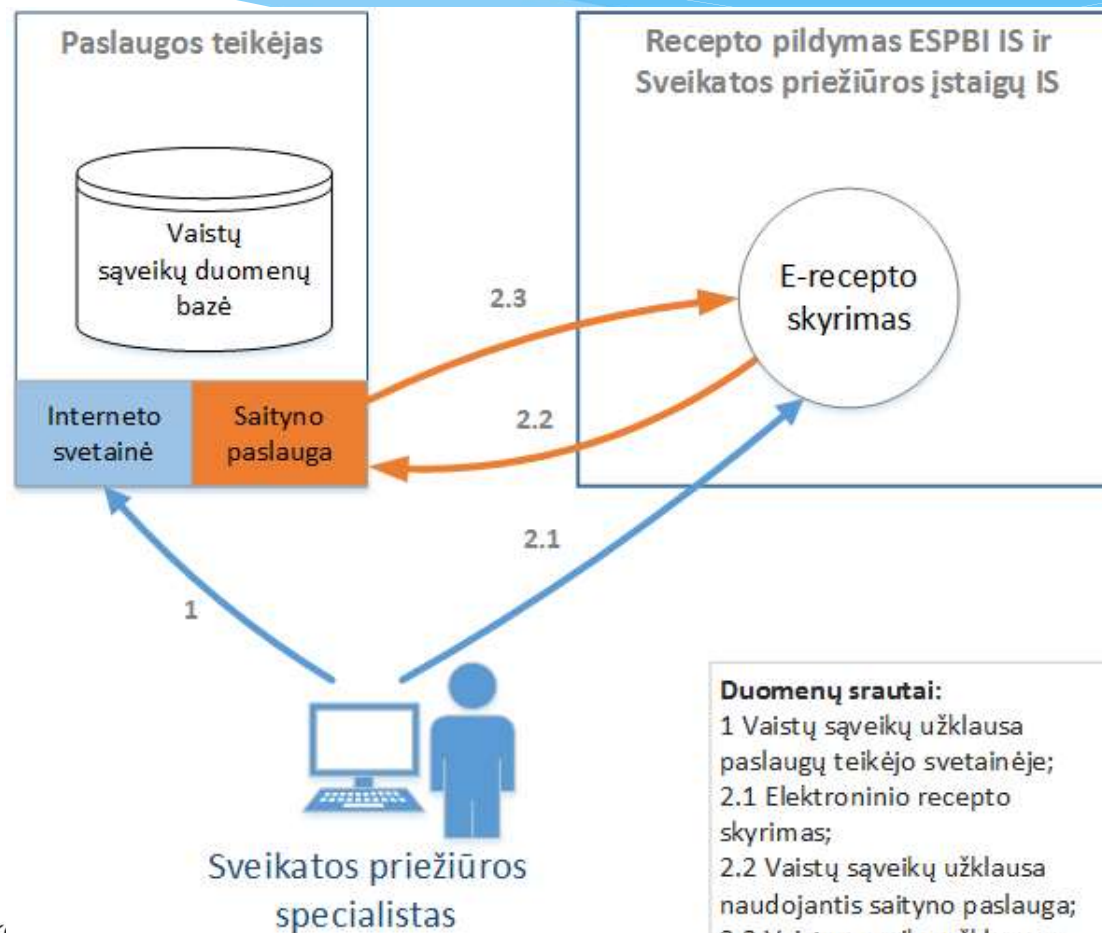 Paslaugos teikėjas
Recepto pildymas ESPBI IS ir
Sveikatos priežiūros įstaigų IS
Vaistų
sąveikų duomenų
bazė
E-recepto
skyrimas
2.3
Interneto
svetainė
Saityno
paslauga
2.2
2.1
1
Sveikatos priežiūros
specialistas
Duomenų srautai:
1 Vaistų sąveikų užklausa
paslaugų teikėjo svetainėje;
2.1 Elektroninio recepto
skyrimas;
2.2 Vaistų sąveikų užklausa
naudojantis saityno paslauga;